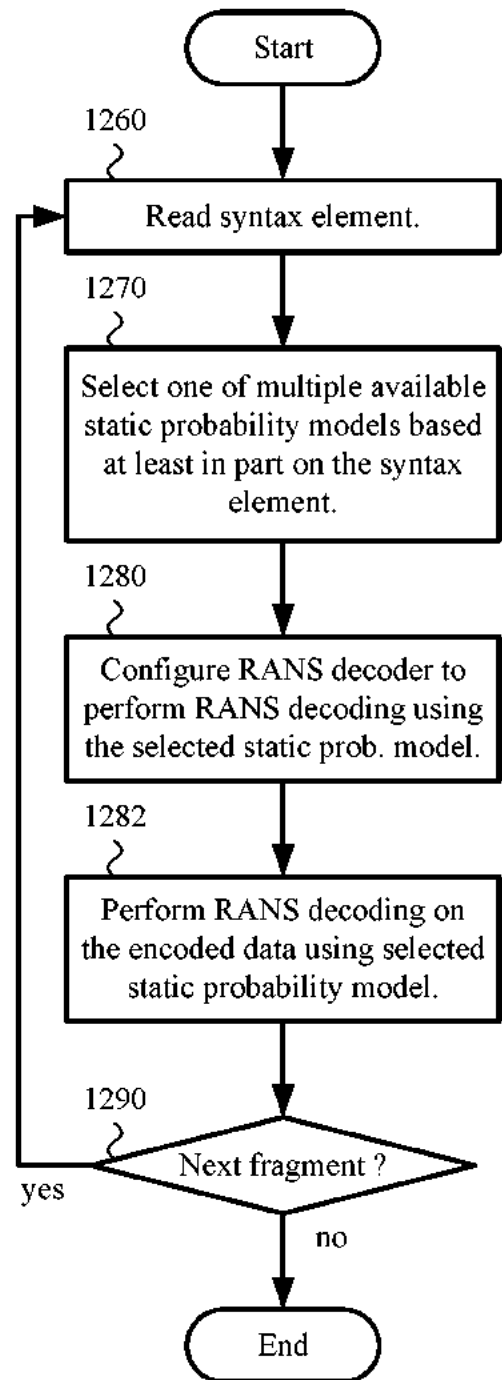 Start
1260
Read syntax element.
1270
Select one of multiple available
static probability models based
at least in part on the syntax
element.
1280
Configure RANS decoder to
perform RANS decoding using
the selected static prob. model.
1282
Perform RANS decoding on
the encoded data using selected
static probability model.
1290
Next fragment ?
yes
no
End